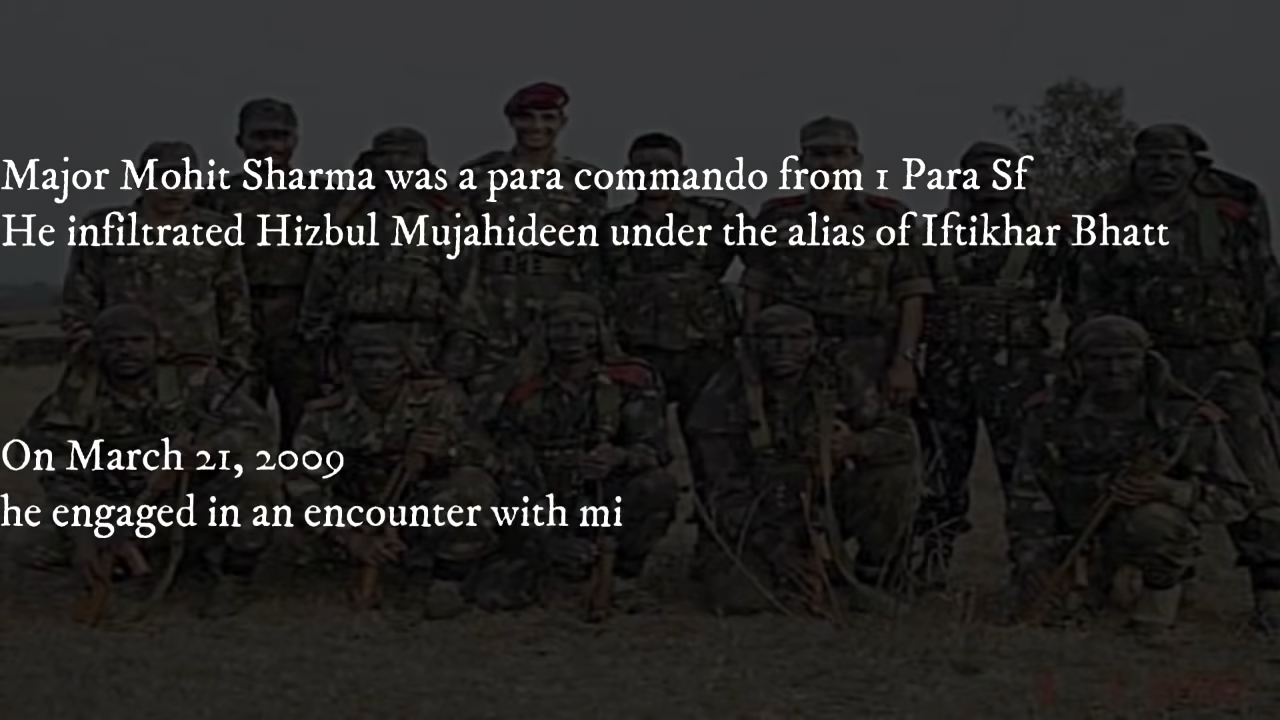 Major Mohit Sharma was a para commando from 1 Para Sf
He infiltrated Hizbul Mujahideen under the alias of Iftikhar Bhatt
On March 21, 2009
he engaged in an encounter with mi